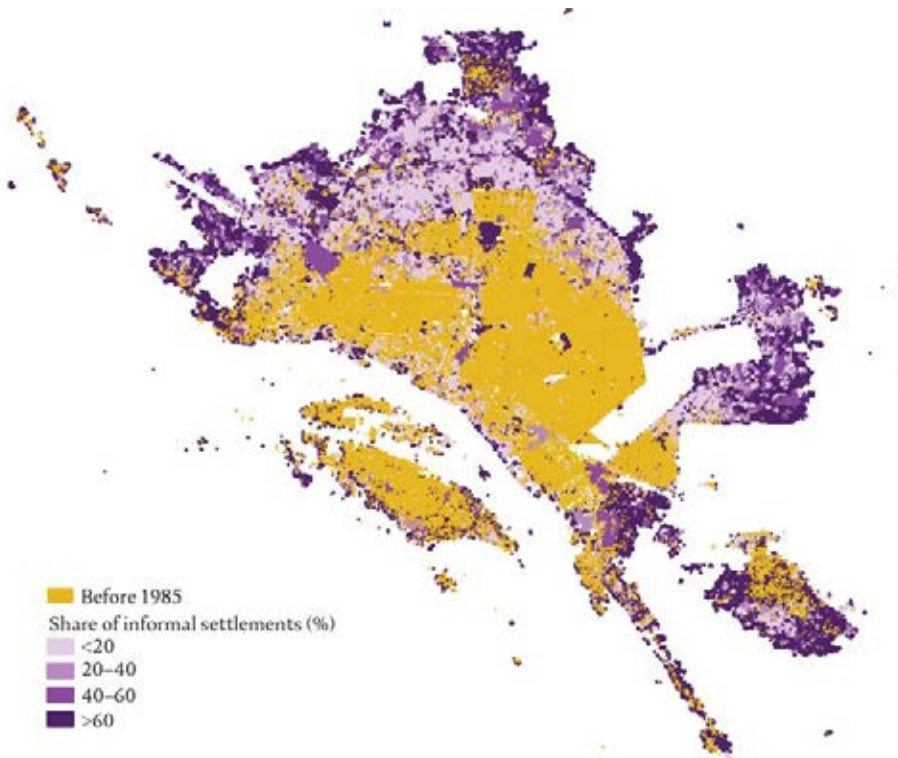 Before 1985
Share of informal settlements (%)
<20
20–40
40–60
>60